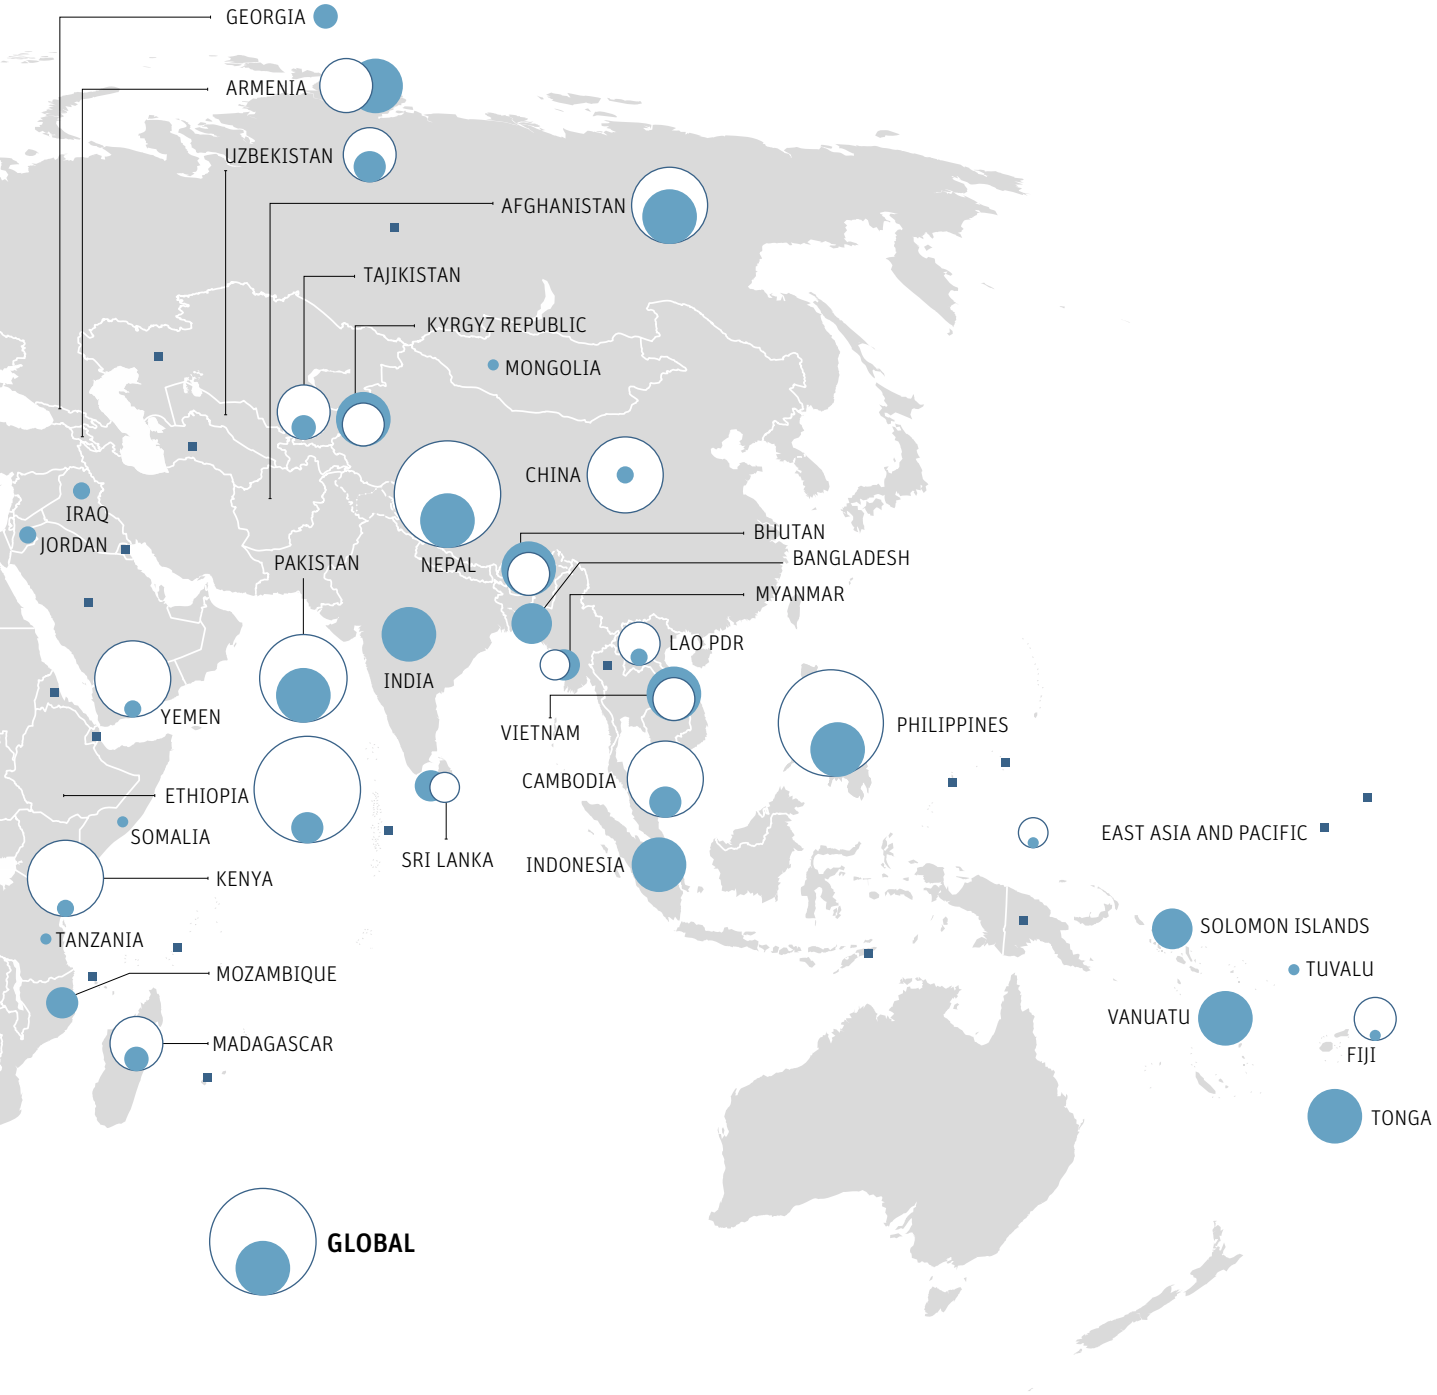 GEORGIA
ARMENIA
UZBEKISTAN
AFGHANISTAN
TAJIKISTAN
KYRGYZ REPUBLIC
MONGOLIA
CHINA
IRAQ
BHUTAN
JORDAN
BANGLADESH
PAKISTAN
NEPAL
MYANMAR
LAO PDR
INDIA
YEMEN
PHILIPPINES
VIETNAM
CAMBODIA
ETHIOPIA
SOMALIA
EAST ASIA AND PACIFIC
SRI LANKA
INDONESIA
KENYA
SOLOMON ISLANDS
TANZANIA
TUVALU
MOZAMBIQUE
VANUATU
MADAGASCAR
FIJI
TONGA
GLOBAL